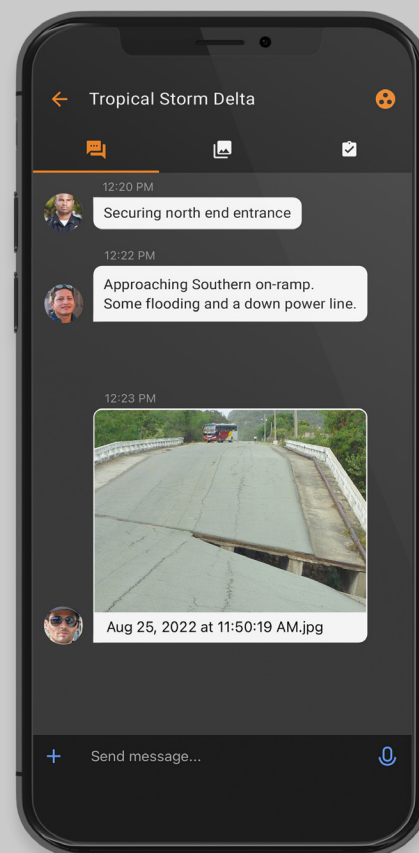 Tropical Storm Delta
12:20 PM
Securing north end entrance
12:22 PM
Approaching Southern on-ramp.
Some flooding and a down power line.
12:23 PM
Aug 25, 2022 at 11:50:19 AM.jpg
Send message...